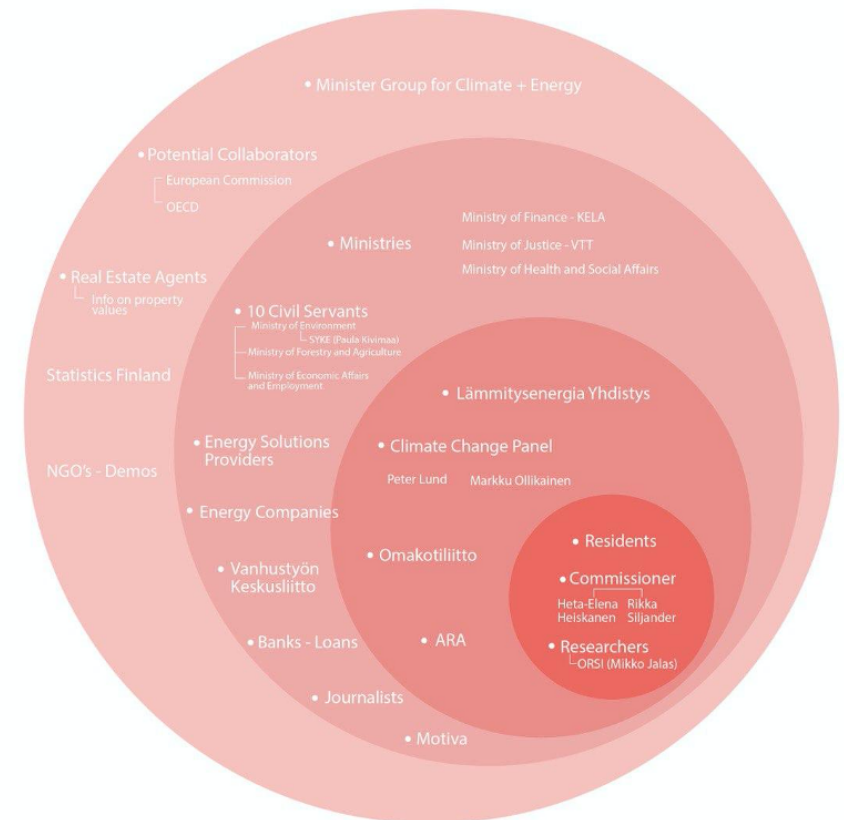 • Minister Group for Climate + Energy
• Potential Collaborators
European Commission
OECD
Ministry of Finance - KELA
• Ministries
Ministry of Justice - VTT
Ministry of Health and Social Affairs
• Real Estate Agents
Info on property
values
• 10 Civil Servants
Ministry of Environment
SYKE (Paula Kivimaa)
Ministry of Forestry and Agriculture
Ministry of Economic Affairs
and Employment
Statistics Finland
• Lämmitysenergia Yhdistys
• Energy Solutions
Providers
• Climate Change Panel
Peter Lund
Markku Ollikainen
NGO's - Demos
• Energy Companies
• Residents
• Omakotiliitto
• Vanhustyön
Keskusliitto
• Commissioner
Heta-Elena
Heiskanen
Rikka
Siljander
• Banks - Loans
• ARA
• Researchers
ORSI (Mikko Jalas)
• Journalists
• Motiva